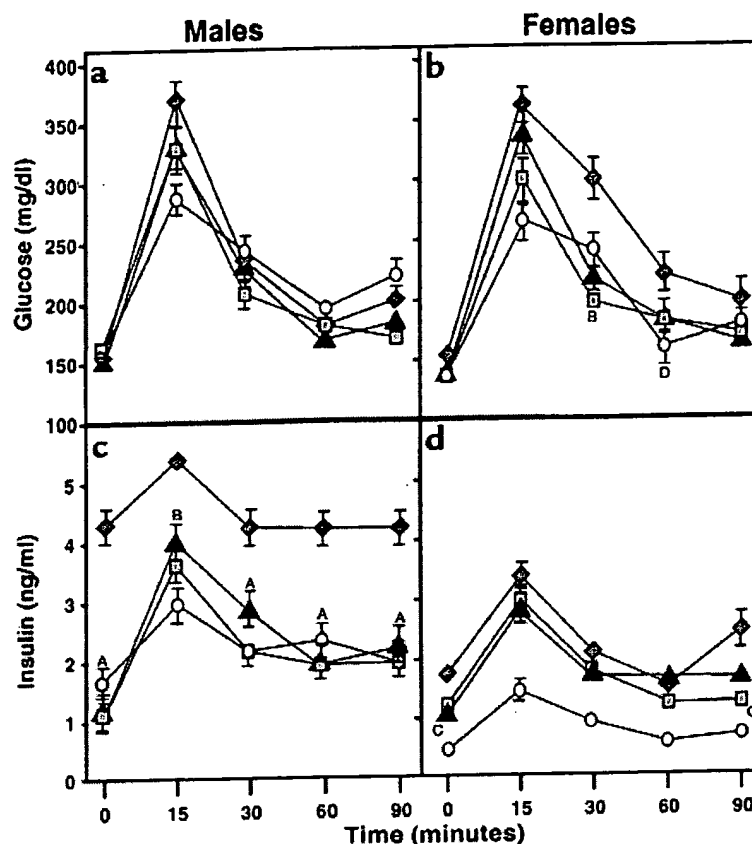 Males Females
a b
400
350
300
250
200
150
100
Glucose (mg/dl)
B
D
c d
5
4
3
2
1
0
Insulin (ng/ml)
A B A A A
C C
0 15 30 60 90 0 15 30 60 90
Time (minutes)